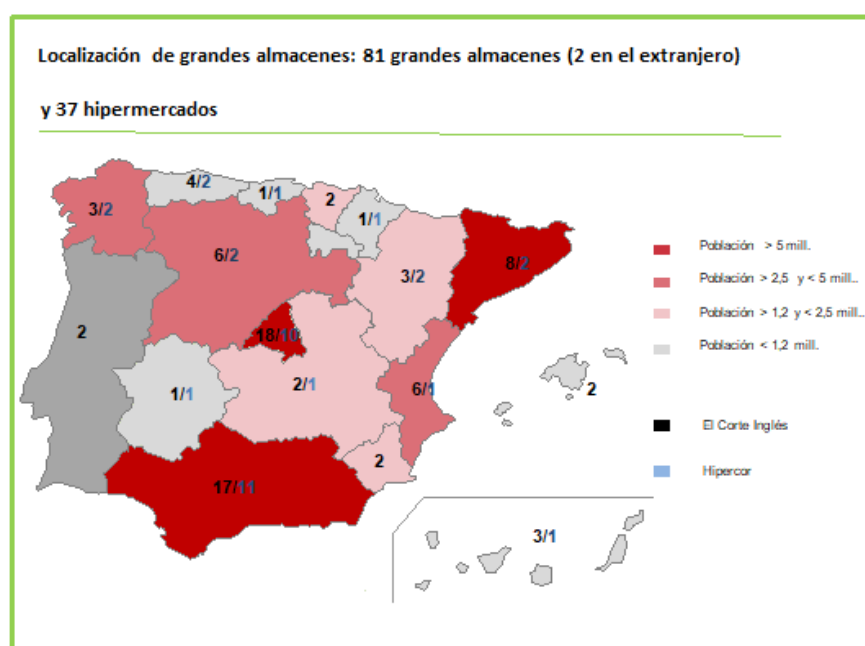 Localización de grandes almacenes: 81 grandes almacenes (2 en el extranjero)
y 37 hipermercados
4/2
1/1
2
3/2
1/1
6/2
3/2
8/2
18/10
2
1/1
2/1
6/1
2
2
17/11
3/1
Población > 5 mill.
Población > 2,5 y < 5 mill..
Población > 1,2 y < 2,5 mill..
Población < 1,2 mill.
El Corte Inglés
Hipercor